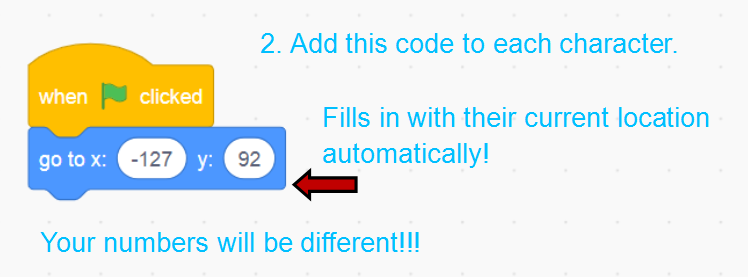 2. Add this code to each character.
when clicked
Fills in with their current location
automatically!
go to x: -127 y: 92
Your numbers will be different!!!